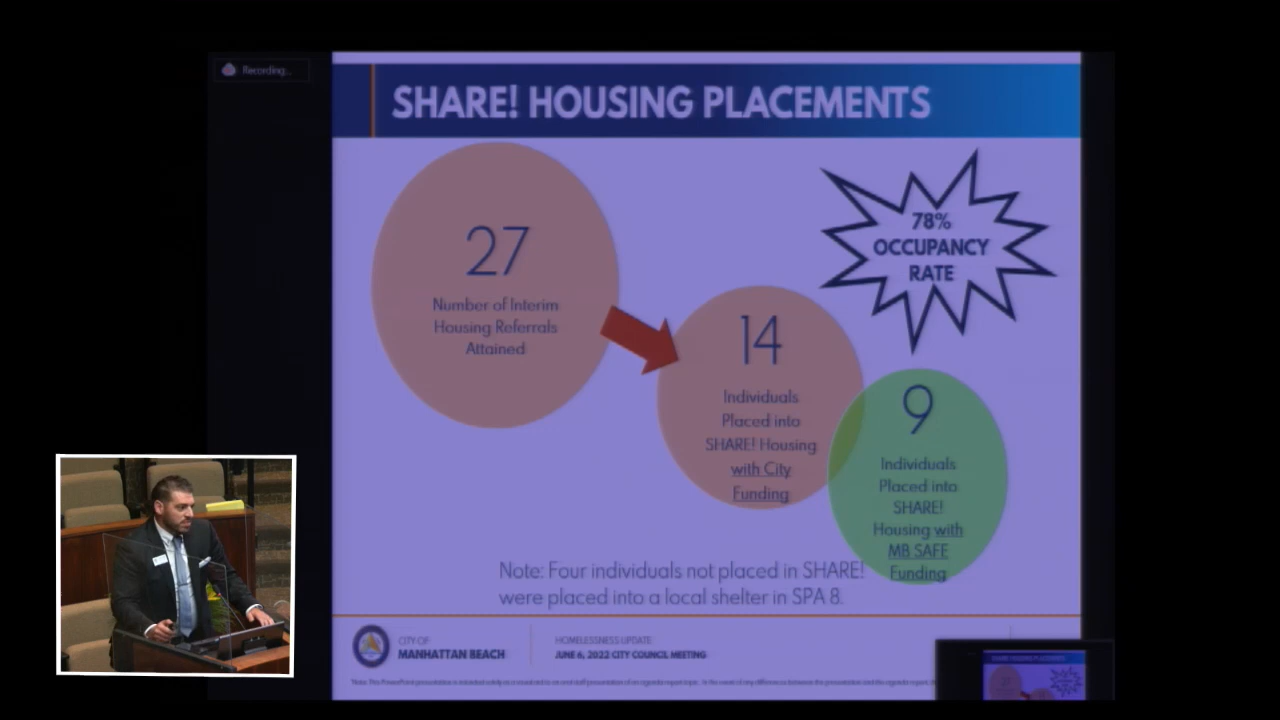 Recording...
SHARE! HOUSING PLACEMENTS
27
Number of Interim
Housing Referrals
Attained
78%
OCCUPANCY
RATE
14
Individuals
Placed into
SHARE! Housing
with City
Funding
9
Individuals
Placed into
SHARE!
Housing with
MB SAFE
Funding
Note: Four individuals not placed in SHARE!
were placed into a local shelter in SPA 8.
CITY OF
MANHATTAN BEACH
HOMELESSNESS UPDATE
JUNE 6, 2022 CITY COUNCIL MEETING
SHARE! HOUSING PLACEMENTS